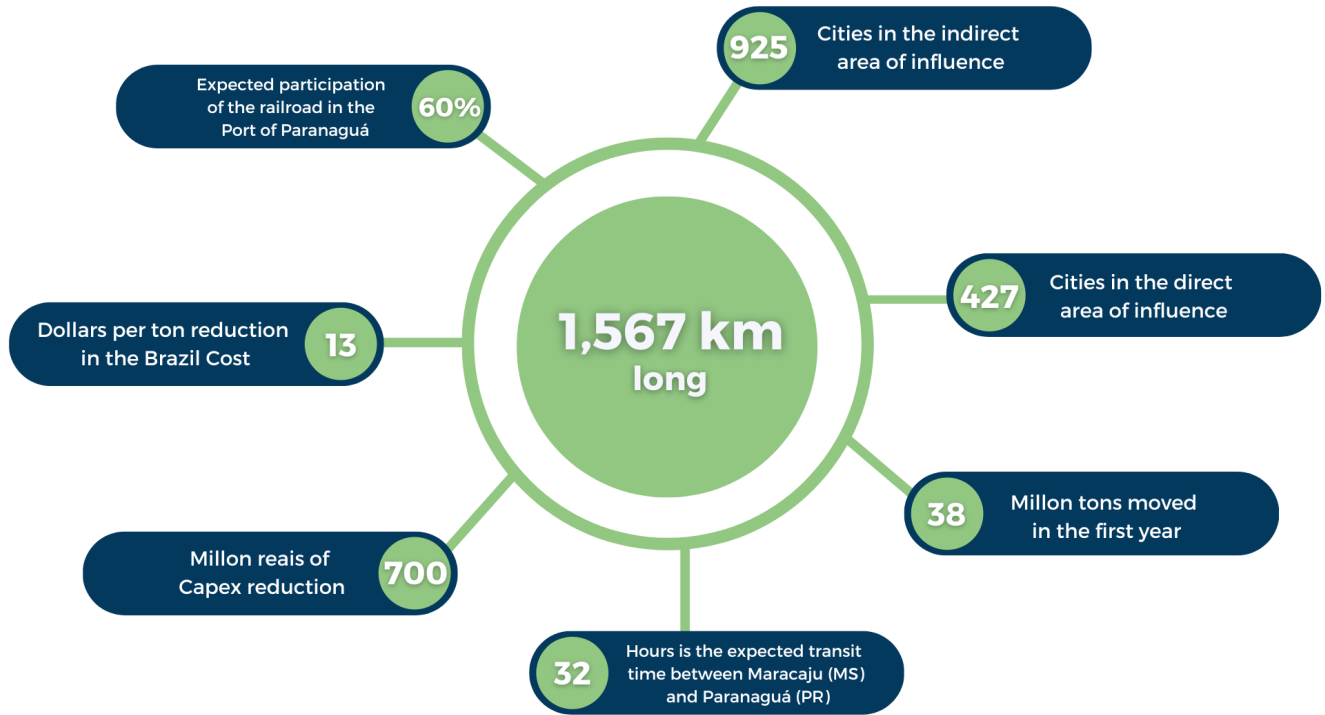 925
Cities in the indirect
area of influence
Expected participation
of the railroad in the
Port of Paranaguá
60%
427
Cities in the direct
area of influence
Dollars per ton reduction
in the Brazil Cost
13
1,567 km
long
38
Millon tons moved
in the first year
Millon reais of
Capex reduction
700
32
Hours is the expected transit
time between Maracaju (MS)
and Paranaguá (PR)